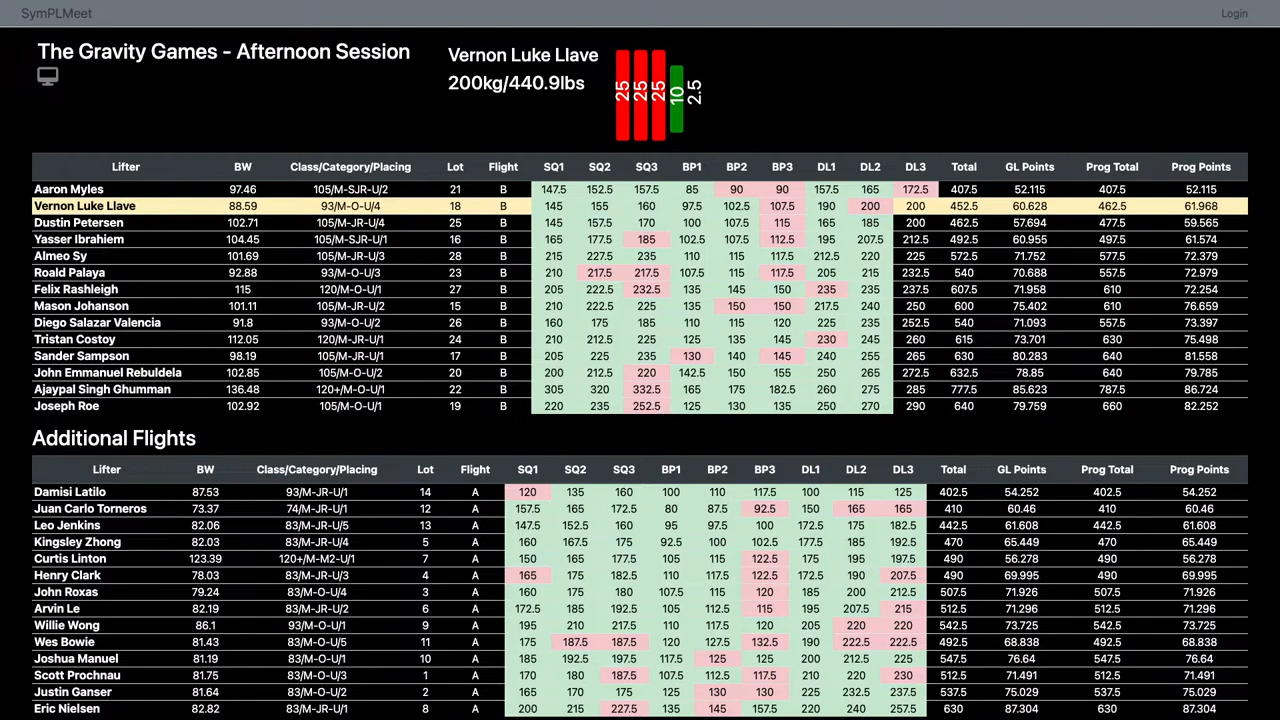 SymPLMeet Login
The Gravity Games - Afternoon Session
Vernon Luke Llave
200kg/440.9lbs
25 25 25 10 2.5
Lifter BW Class/Category/Placing Lot Flight SQ1 SQ2 SQ3 BP1 BP2 BP3 DL1 DL2 DL3 Total GL Points Prog Total Prog Points
Aaron Myles 97.46 105/M-SJR-U/2 21 B 147.5 152.5 157.5 85 90 90 157.5 165 172.5 407.5 52.115 407.5 52.115
Vernon Luke Llave 88.59 93/M-O-U/4 18 B 145 155 160 97.5 102.5 107.5 190 200 200 452.5 60.628 462.5 61.968
Dustin Petersen 102.71 105/M-JR-U/4 25 B 145 157.5 170 100 107.5 115 165 185 200 462.5 57.694 477.5 59.565
Yasser Ibrahiem 104.45 105/M-SJR-U/1 16 B 165 177.5 185 102.5 107.5 112.5 195 207.5 212.5 492.5 60.955 497.5 61.574
Almeo Sy 101.69 105/M-JR-U/3 28 B 215 227.5 235 110 115 117.5 212.5 220 225 572.5 71.752 577.5 72.379
Roald Palaya 92.88 93/M-O-U/3 23 B 210 217.5 217.5 107.5 115 117.5 205 215 232.5 540 70.688 557.5 72.979
Felix Rashleigh 115 120/M-O-U/1 27 B 205 222.5 232.5 135 145 150 235 235 237.5 607.5 71.958 610 72.254
Mason Johanson 101.11 105/M-JR-U/2 15 B 210 222.5 225 135 150 150 217.5 240 250 600 75.402 610 76.659
Diego Salazar Valencia 91.8 93/M-O-U/2 26 B 160 175 185 110 115 120 225 235 252.5 540 71.093 557.5 73.397
Tristan Costoy 112.05 120/M-JR-U/1 24 B 210 212.5 225 125 135 145 230 245 260 615 73.701 630 75.498
Sander Sampson 98.19 105/M-JR-U/1 17 B 205 225 235 130 140 145 240 255 265 630 80.283 640 81.558
John Emmanuel Rebuldela 102.85 105/M-O-U/2 20 B 200 212.5 220 142.5 150 155 250 265 272.5 632.5 78.85 640 79.785
Ajaypal Singh Ghumman 136.48 120+/M-O-U/1 22 B 305 320 332.5 165 175 182.5 260 275 285 777.5 85.623 787.5 86.724
Joseph Roe 102.92 105/M-O-U/1 19 B 220 235 252.5 125 130 135 250 270 290 640 79.759 660 82.252
Additional Flights
Lifter BW Class/Category/Placing Lot Flight SQ1 SQ2 SQ3 BP1 BP2 BP3 DL1 DL2 DL3 Total GL Points Prog Total Prog Points
Damisi Latilo 87.53 93/M-JR-U/1 14 A 120 135 160 100 110 117.5 100 115 125 402.5 54.252 402.5 54.252
Juan Carlo Torneros 73.37 74/M-JR-U/1 12 A 157.5 165 172.5 80 87.5 92.5 150 165 165 410 60.46 410 60.46
Leo Jenkins 82.06 83/M-JR-U/5 13 A 147.5 152.5 160 95 97.5 100 172.5 175 182.5 442.5 61.608 442.5 61.608
Kingsley Zhong 82.03 83/M-JR-U/4 5 A 160 167.5 175 92.5 100 102.5 177.5 185 192.5 470 65.449 470 65.449
Curtis Linton 123.39 120+/M-M2-U/1 7 A 150 165 177.5 105 115 122.5 175 195 197.5 490 56.278 490 56.278
Henry Clark 78.03 83/M-JR-U/3 4 A 165 175 182.5 110 117.5 122.5 172.5 190 207.5 490 69.995 490 69.995
John Roxas 79.24 83/M-O-U/4 3 A 160 175 180 107.5 115 120 185 200 212.5 507.5 71.926 507.5 71.926
Arvin Le 82.19 83/M-JR-U/2 6 A 172.5 185 192.5 105 112.5 115 195 207.5 215 512.5 71.296 512.5 71.296
Willie Wong 86.1 93/M-O-U/1 9 A 195 210 217.5 110 117.5 120 205 220 220 542.5 73.725 542.5 73.725
Wes Bowie 81.43 83/M-O-U/5 11 A 175 187.5 187.5 120 127.5 132.5 190 222.5 222.5 492.5 68.838 492.5 68.838
Joshua Manuel 81.19 83/M-O-U/1 10 A 185 192.5 197.5 117.5 125 125 200 212.5 225 547.5 76.64 547.5 76.64
Scott Prochnau 81.75 83/M-O-U/3 1 A 170 180 187.5 107.5 112.5 117.5 210 220 230 512.5 71.491 512.5 71.491
Justin Ganser 81.64 83/M-O-U/2 2 A 165 170 175 125 130 130 225 232.5 237.5 537.5 75.029 537.5 75.029
Eric Nielsen 82.82 83/M-JR-U/1 8 A 200 215 227.5 135 145 157.5 220 240 257.5 630 87.304 630 87.304